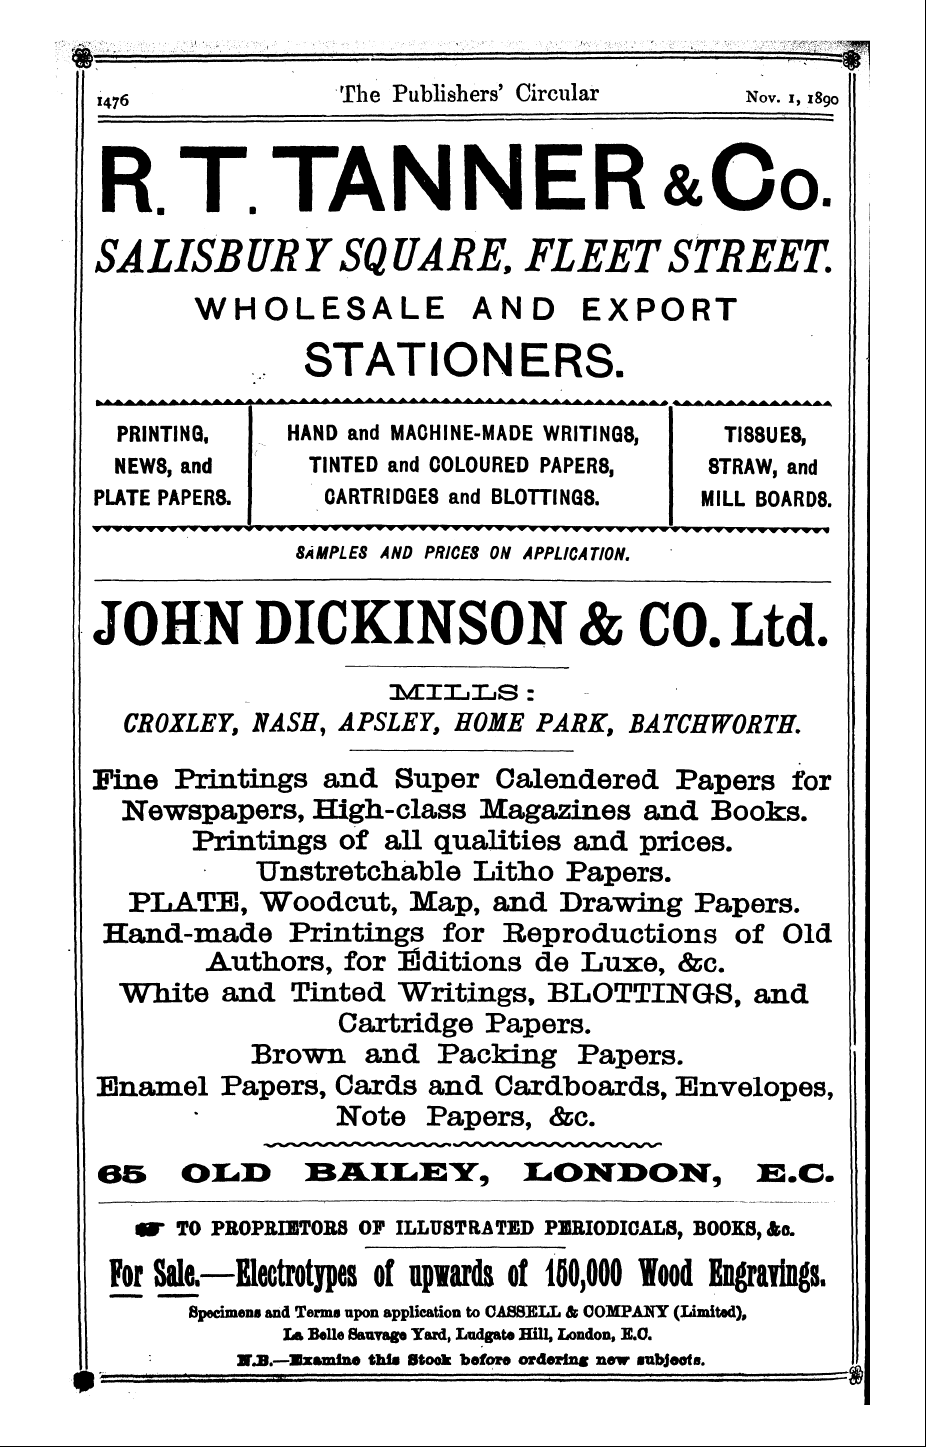 1476 The Publishers' Circular Nov. 1, 1890
R. T. TANNER & Co.
SALISBURY SQUARE, FLEET STREET.
WHOLESALE AND EXPORT
STATIONERS.
PRINTING,
NEWS, and
PLATE PAPERS.
HAND and MACHINE-MADE WRITINGS,
TINTED and COLOURED PAPERS,
CARTRIDGES and BLOTTINGS.
TISSUES,
STRAW, and
MILL BOARDS.
SAMPLES AND PRICES ON APPLICATION.
JOHN DICKINSON & CO. Ltd.
MILLS:
CROXLEY, NASH, APSLEY, HOME PARK, BATCHWORTH.
Fine Printings and Super Calendered Papers for
Newspapers, High-class Magazines and Books.
Printings of all qualities and prices.
Unstretchable Litho Papers.
PLATE, Woodcut, Map, and Drawing Papers.
Hand-made Printings for Reproductions of Old
Authors, for Editions de Luxe, &c.
White and Tinted Writings, BLOTTINGS, and
Cartridge Papers.
Brown and Packing Papers.
Enamel Papers, Cards and Cardboards, Envelopes,
Note Papers, &c.
65 OLD BAILEY, LONDON, E.C.
☛ TO PROPRIETORS OF ILLUSTRATED PERIODICALS, BOOKS, &c.
For Sale.—Electrotypes of upwards of 150,000 Wood Engravings.
Specimens and Terms upon application to CASSELL & COMPANY (Limited),
La Belle Sauvage Yard, Ludgate Hill, London, E.C.
N.B.—Examine this Stock before ordering new subjects.